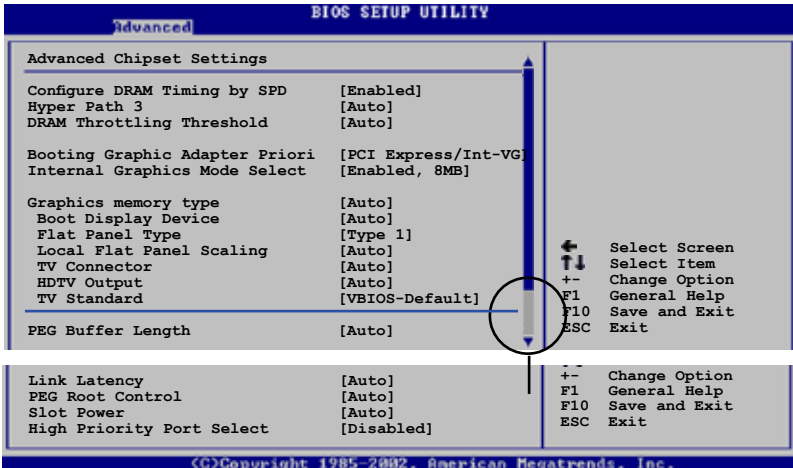 BIOS SETUP UTILITY
Advanced
Advanced Chipset Settings
Configure DRAM Timing by SPD [Enabled]
Hyper Path 3 [Auto]
DRAM Throttling Threshold [Auto]
Booting Graphic Adapter Priori [PCI Express/Int-VG]
Internal Graphics Mode Select [Enabled, 8MB]
Graphics memory type [Auto]
Boot Display Device [Auto]
Flat Panel Type [Type 1]
Local Flat Panel Scaling [Auto]
TV Connector [Auto]
HDTV Output [Auto]
TV Standard [VBIOS-Default]
PEG Buffer Length [Auto]
← Select Screen
↑↓ Select Item
+- Change Option
F1 General Help
F10 Save and Exit
ESC Exit
Link Latency [Auto]
PEG Root Control [Auto]
Slot Power [Auto]
High Priority Port Select [Disabled]
+- Change Option
F1 General Help
F10 Save and Exit
ESC Exit
(C)Copyright 1985-2002, American Megatrends, Inc.